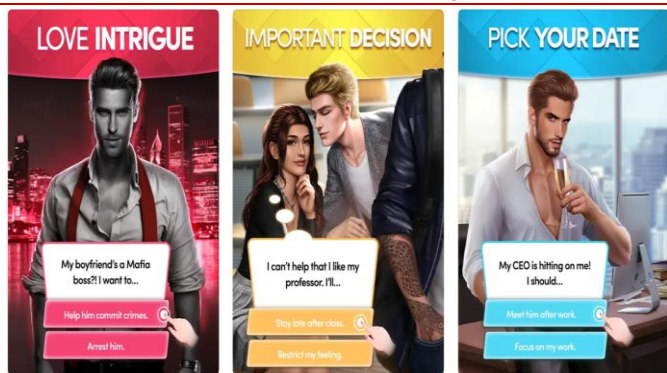 LOVE INTRIGUE
My boyfriend's a Mafia
boss?! I want to...
Help him commit crimes.
Arrest him.
IMPORTANT DECISION
I can't help that I like my
professor. I'll...
Stay late after class.
Restrict my feeling.
PICK YOUR DATE
My CEO is hitting on me!
I should...
Meet him after work.
Focus on my work.